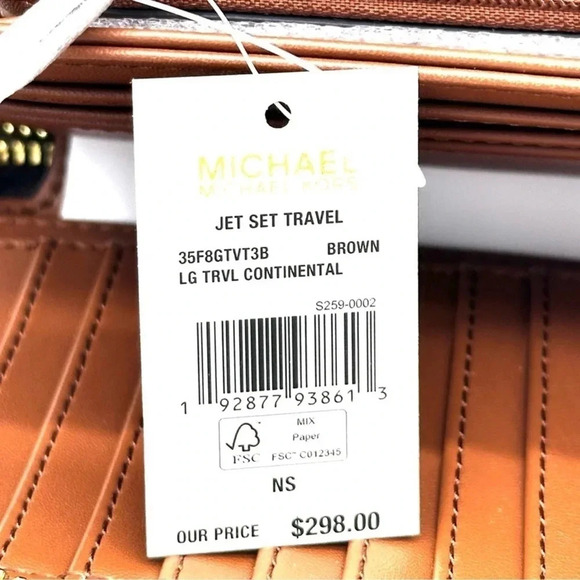 MICHAEL
MICHAEL KORS
JET SET TRAVEL
35F8GTVT3B BROWN
LG TRVL CONTINENTAL
S259-0002
1 92877 93861 3
MIX
Paper
FSC FSC™ C012345
NS
OUR PRICE $298.00